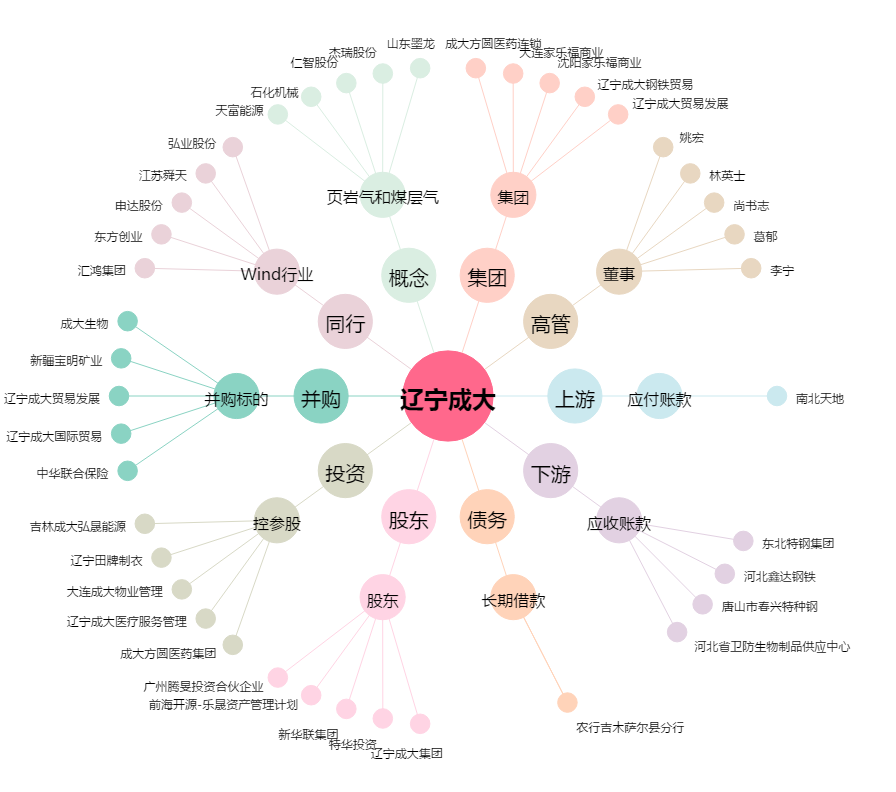 山东墨龙
杰瑞股份
仁智股份
石化机械
天富能源
页岩气和煤层气
概念
成大方圆医药连锁
大连家乐福商业
沈阳家乐福商业
辽宁成大钢铁贸易
辽宁成大贸易发展
集团
集团
姚宏
林英士
尚书志
葛郁
李宁
董事
高管
弘业股份
江苏舜天
申达股份
东方创业
汇鸿集团
Wind行业
同行
辽宁成大
成大生物
新疆宝明矿业
辽宁成大贸易发展
辽宁成大国际贸易
中华联合保险
并购标的
并购
上游
应付账款
南北天地
投资
控参股
吉林成大弘晟能源
辽宁田牌制衣
大连成大物业管理
辽宁成大医疗服务管理
成大方圆医药集团
股东
股东
广州腾昱投资合伙企业
前海开源-乐晟资产管理计划
新华联集团
特华投资
辽宁成大集团
债务
长期借款
农行吉木萨尔县分行
下游
应收账款
东北特钢集团
河北鑫达钢铁
唐山市春兴特种钢
河北省卫防生物制品供应中心